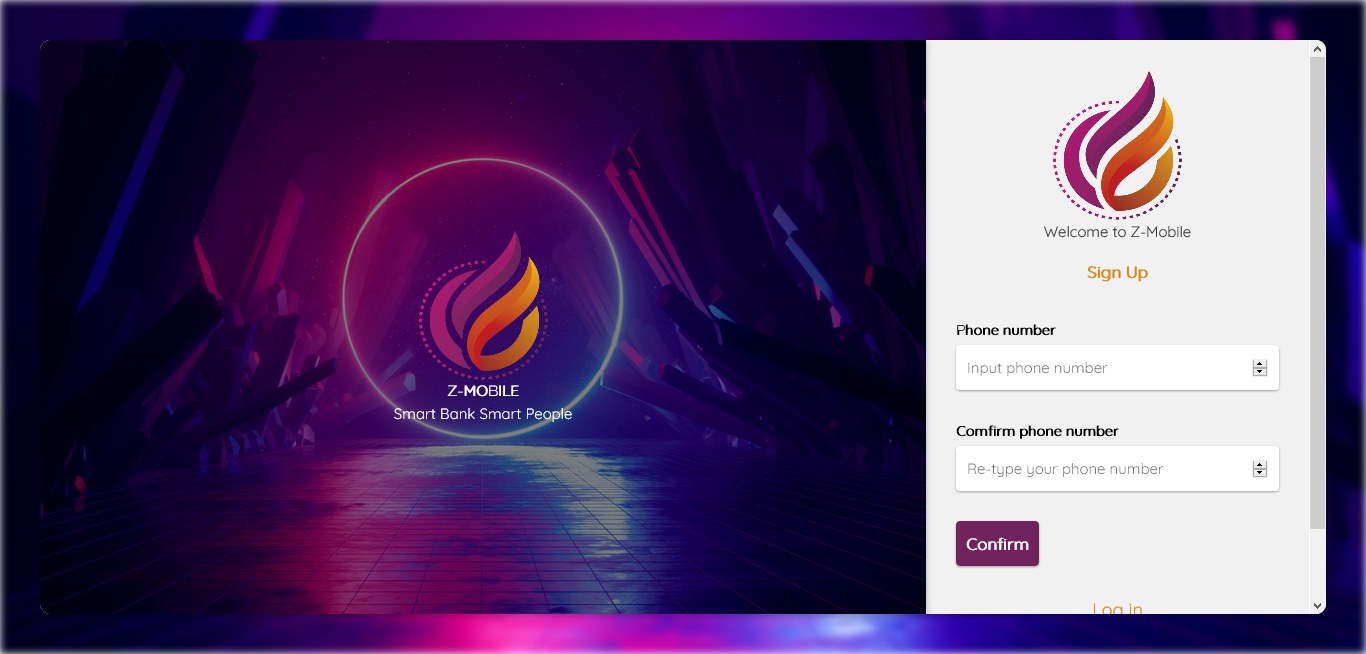 Z-MOBILE
Smart Bank Smart People
Welcome to Z-Mobile
Sign Up
Phone number
Input phone number
Comfirm phone number
Re-type your phone number
Confirm
Log in